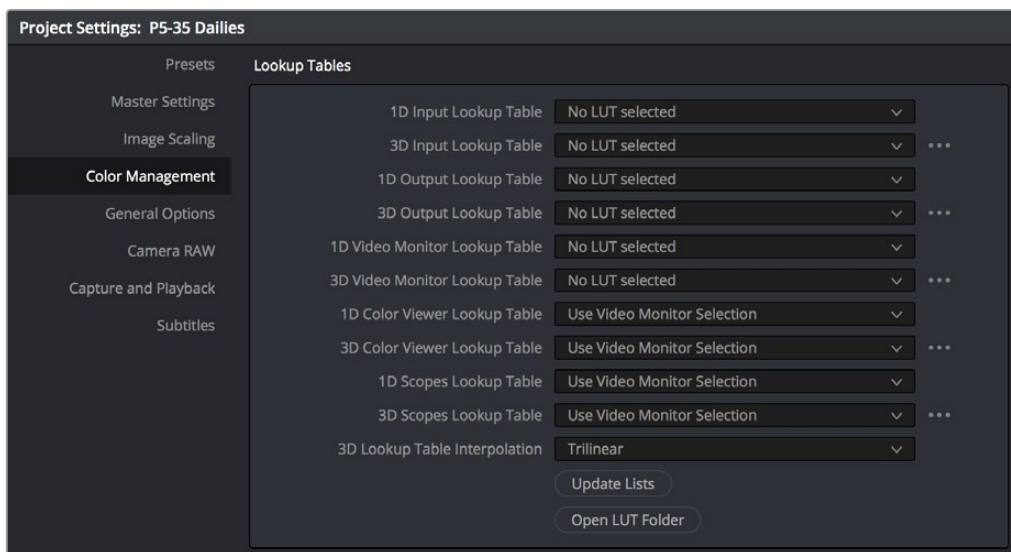 Project Settings: P5-35 Dailies
Presets
Master Settings
Image Scaling
Color Management
General Options
Camera RAW
Capture and Playback
Subtitles
Lookup Tables
1D Input Lookup Table No LUT selected
3D Input Lookup Table No LUT selected
1D Output Lookup Table No LUT selected
3D Output Lookup Table No LUT selected
1D Video Monitor Lookup Table No LUT selected
3D Video Monitor Lookup Table No LUT selected
1D Color Viewer Lookup Table Use Video Monitor Selection
3D Color Viewer Lookup Table Use Video Monitor Selection
1D Scopes Lookup Table Use Video Monitor Selection
3D Scopes Lookup Table Use Video Monitor Selection
3D Lookup Table Interpolation Trilinear
Update Lists
Open LUT Folder